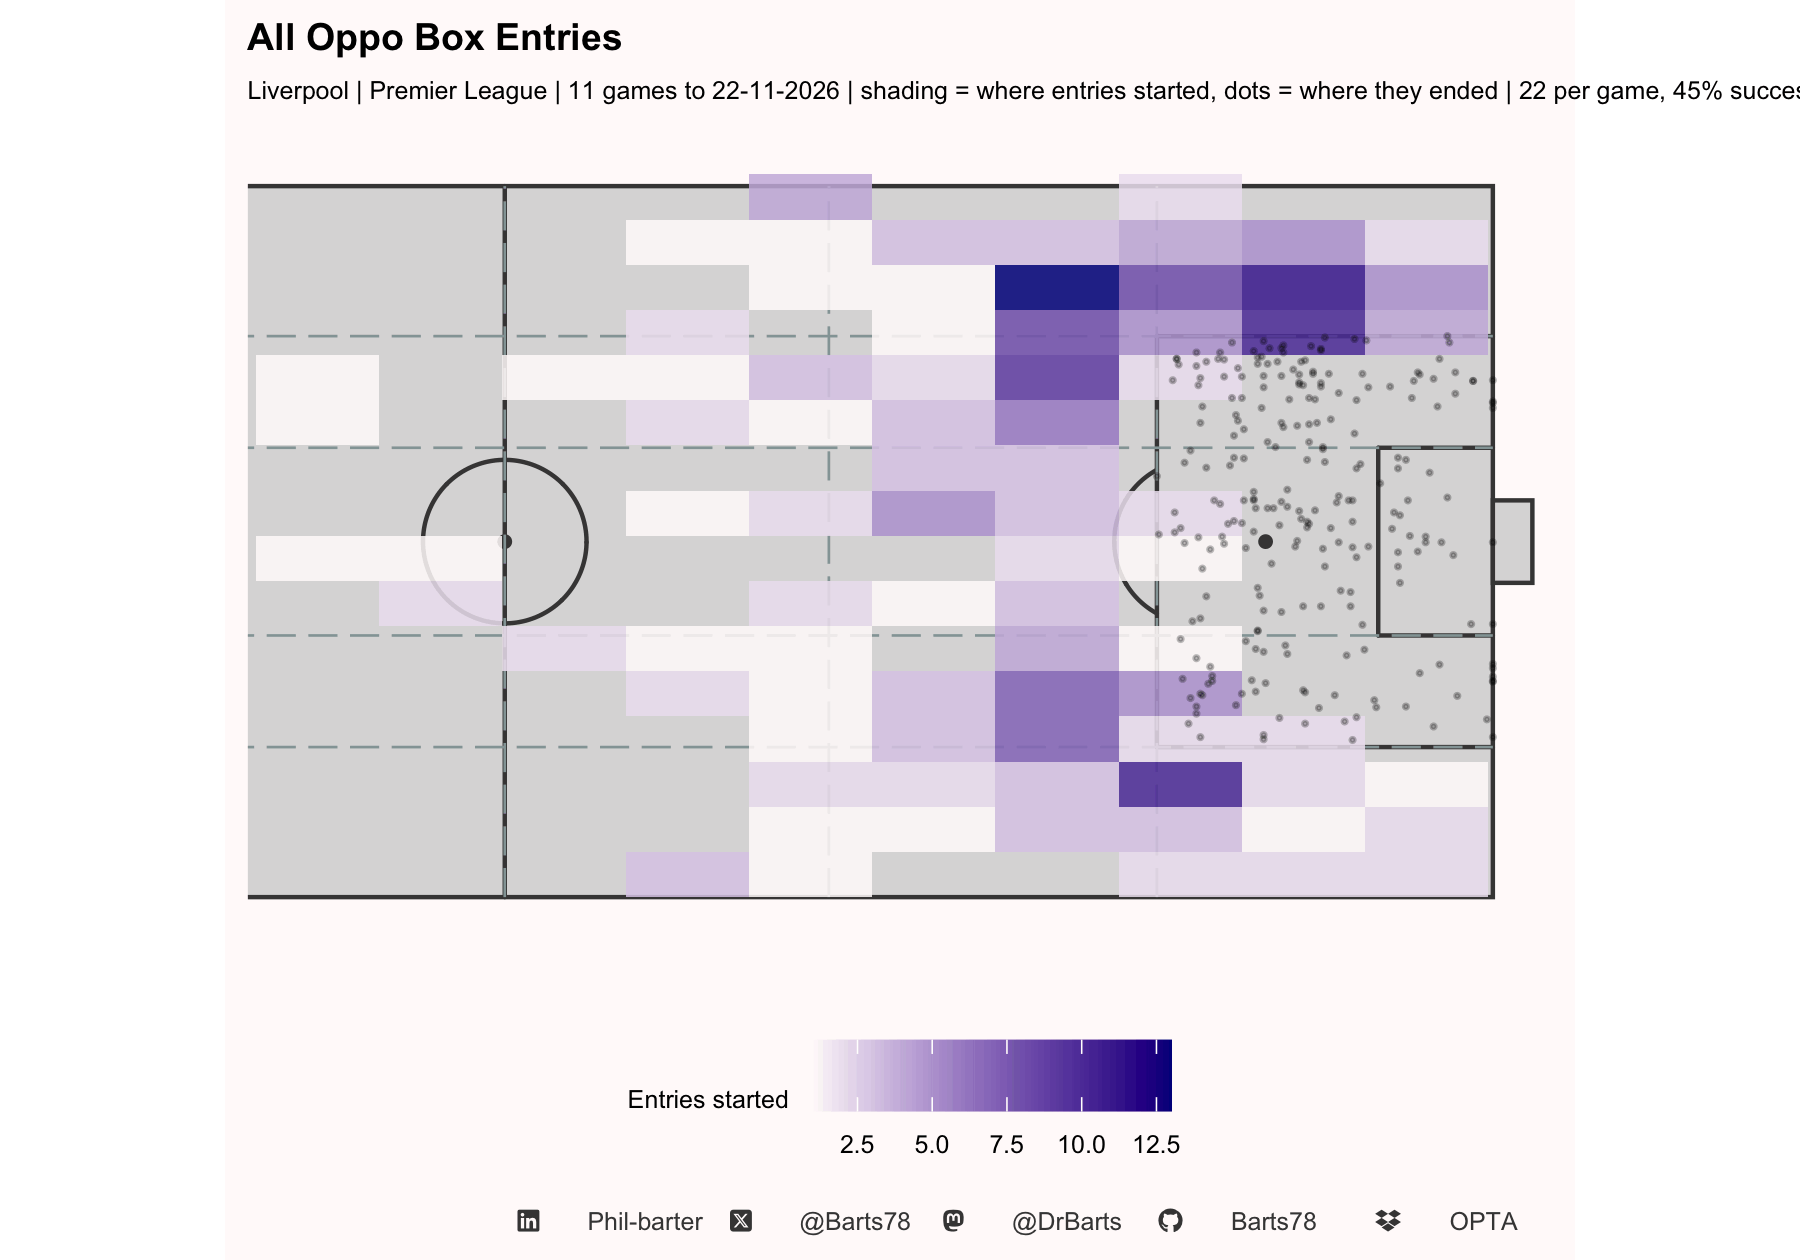 All Oppo Box Entries
Liverpool | Premier League | 11 games to 22-11-2026 | shading = where entries started, dots = where they ended | 22 per game, 45% succes
Entries started
2.5 5.0 7.5 10.0 12.5
Phil-barter @Barts78 @DrBarts Barts78 OPTA